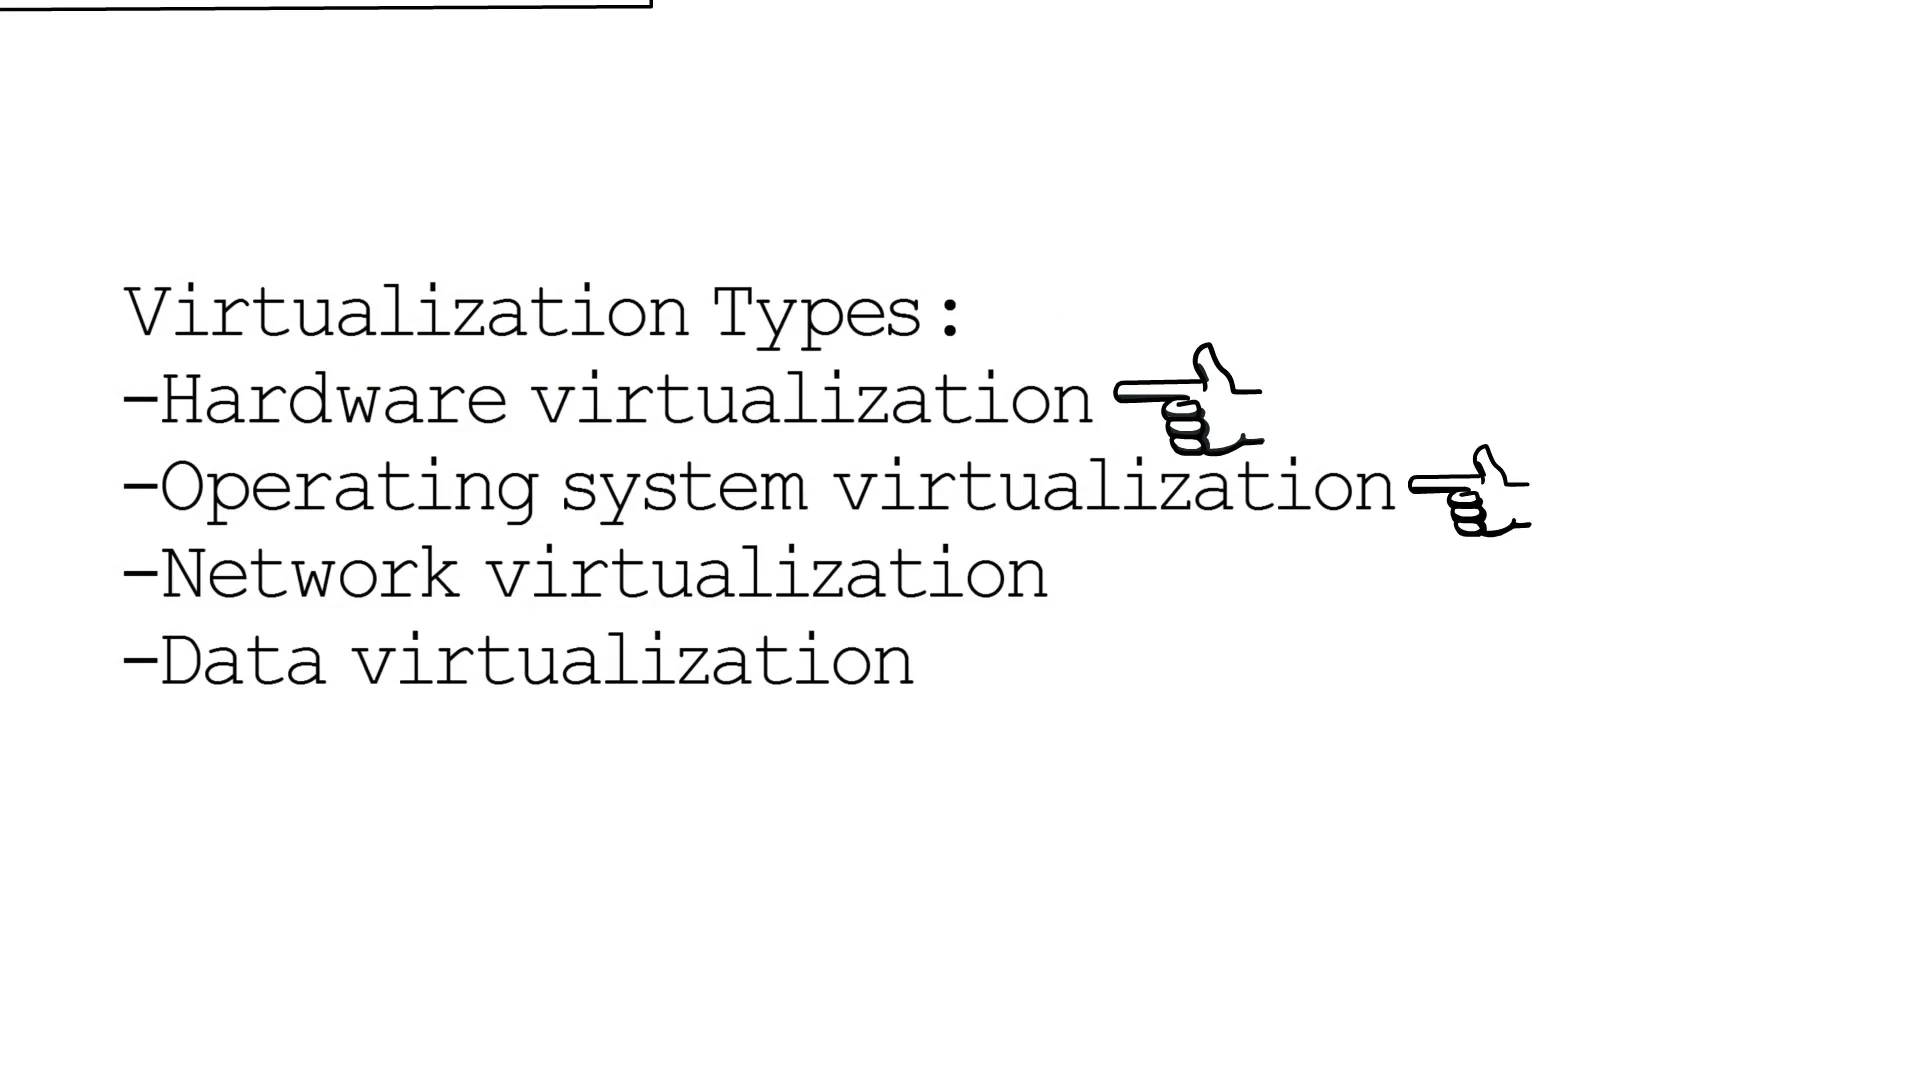 Virtualization Types:
-Hardware virtualization
-Operating system virtualization
-Network virtualization
-Data virtualization